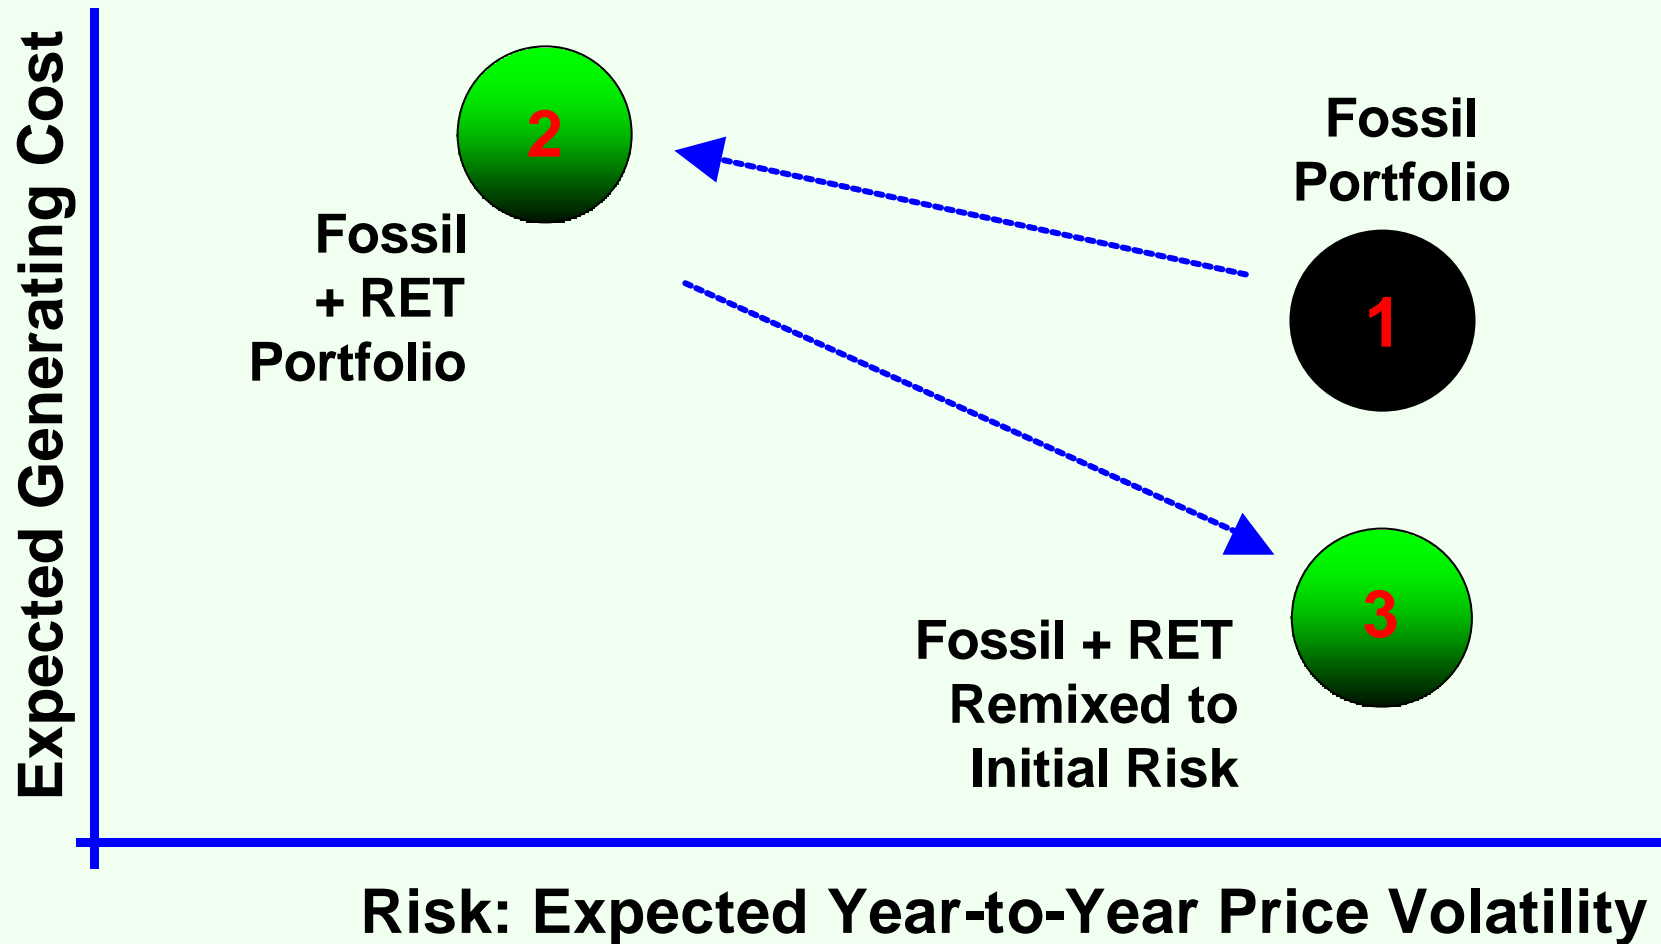 Expected Generating Cost
2
Fossil
+ RET
Portfolio
Fossil
Portfolio
1
3
Fossil + RET
Remixed to
Initial Risk
Risk: Expected Year-to-Year Price Volatility